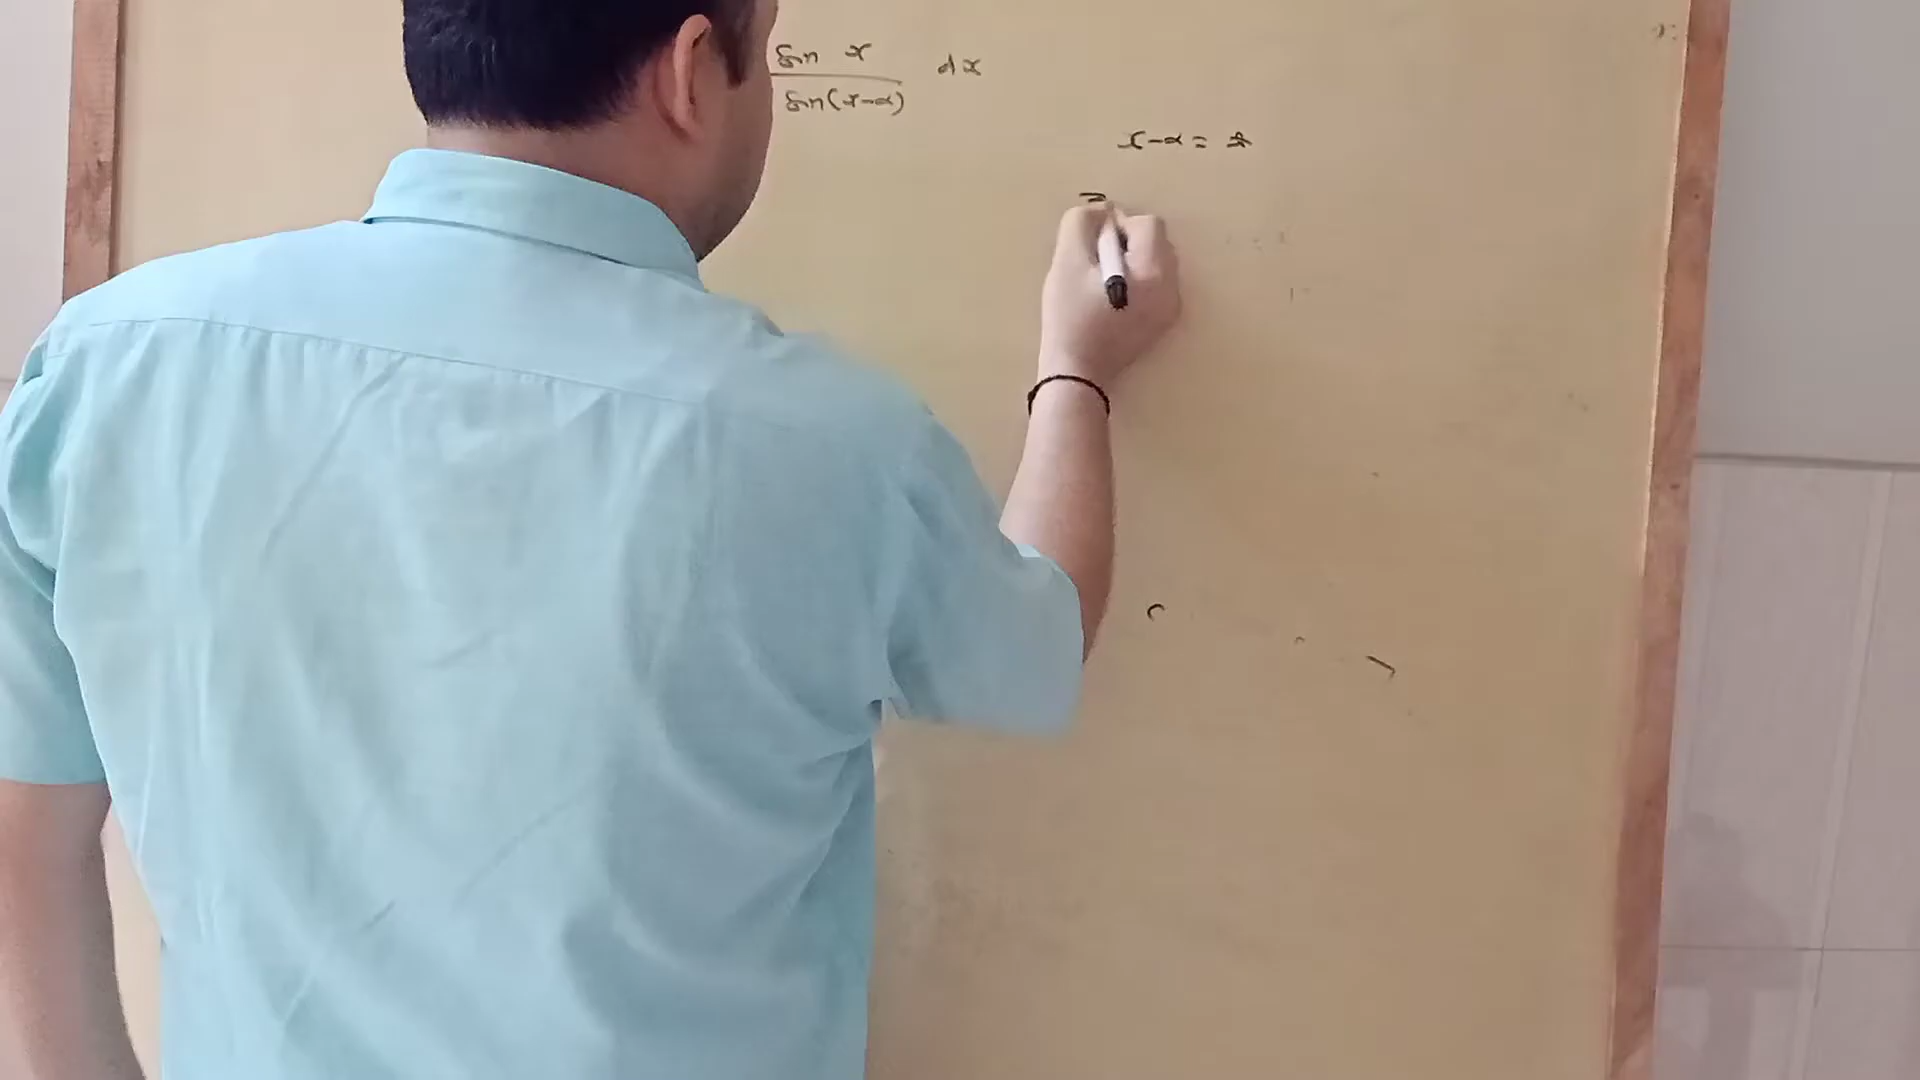 sin x
sin(x-α) dx
x-α = t
=